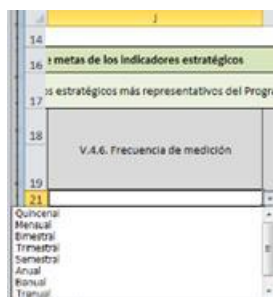 J
14
16 e metas de los indicadores estratégicos
17 os estratégicos más representativos del Progra
18 V.4.6. Frecuencia de medición
19
21
Quincenal
Mensual
Bimestral
Trimestral
Semestral
Anual
Bianual
Trianual